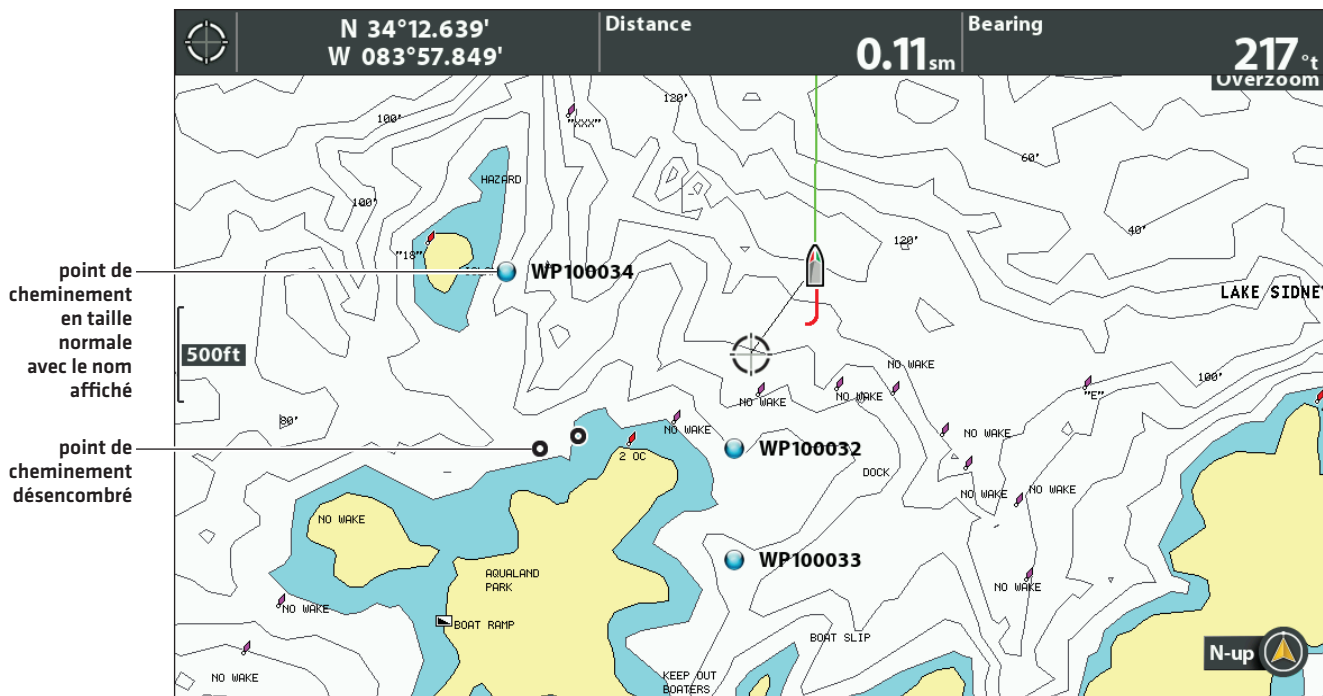 N 34°12.639'
W 083°57.849'
Distance
0.11sm
Bearing
217°t
Overzoom
120'
100'
"XXX"
60'
HAZARD
100'
40'
120'
"18"
point de
cheminement
en taille
normale
avec le nom
affiché
WP100034
LAKE SIDNEY
500ft
NO WAKE
100'
NO WAKE
NO WAKE
"E"
80'
NO WAKE
NO WAKE
point de
cheminement
désencombré
WP100032
2 OC
DOCK
NO WAKE
NO WAKE
NO WAKE
WP100033
AQUALAND
PARK
NO WAKE
NO WAKE
BOAT RAMP
BOAT SLIP
N-up
NO WAKE
KEEP OUT
BOATERS